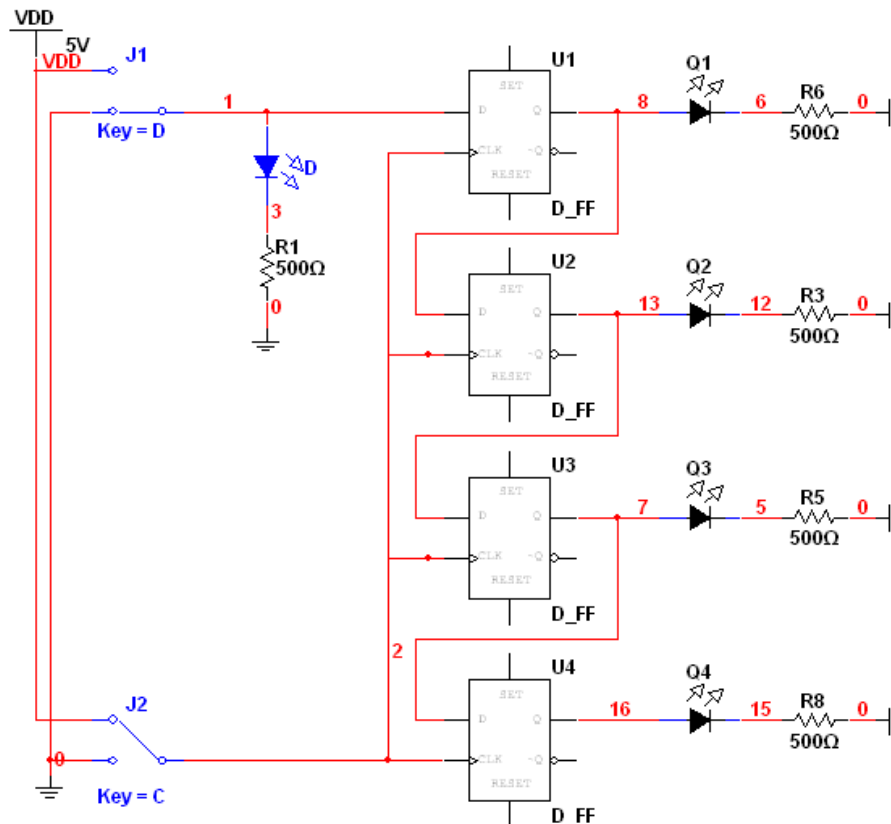 VDD
5V
VDD
J1
Key = D
1
D
3
R1
500Ω
0
U1
SET
D
Q
CLK
~Q
RESET
D_FF
8
Q1
6
R6
500Ω
0
U2
SET
D
Q
CLK
~Q
RESET
D_FF
13
Q2
12
R3
500Ω
0
U3
SET
D
Q
CLK
~Q
RESET
D_FF
7
Q3
5
R5
500Ω
0
2
J2
0
Key = C
U4
SET
D
Q
CLK
~Q
RESET
D_FF
16
Q4
15
R8
500Ω
0